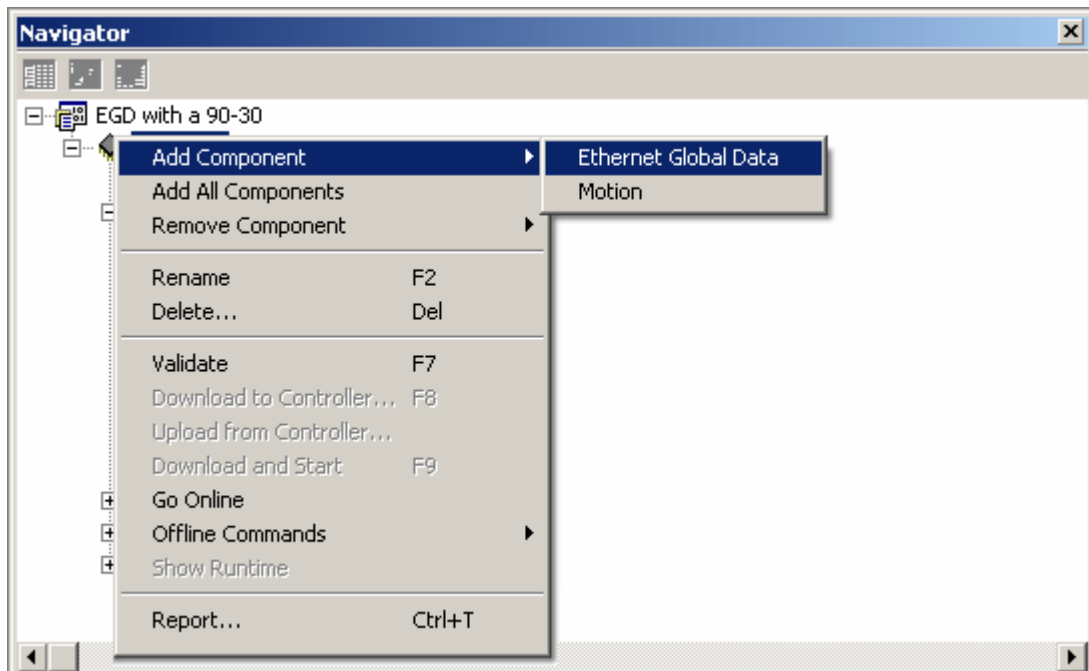 Navigator
EGD with a 90-30
Add Component
Ethernet Global Data
Add All Components
Motion
Remove Component
Rename F2
Delete... Del
Validate F7
Download to Controller... F8
Upload from Controller...
Download and Start F9
Go Online
Offline Commands
Show Runtime
Report... Ctrl+T